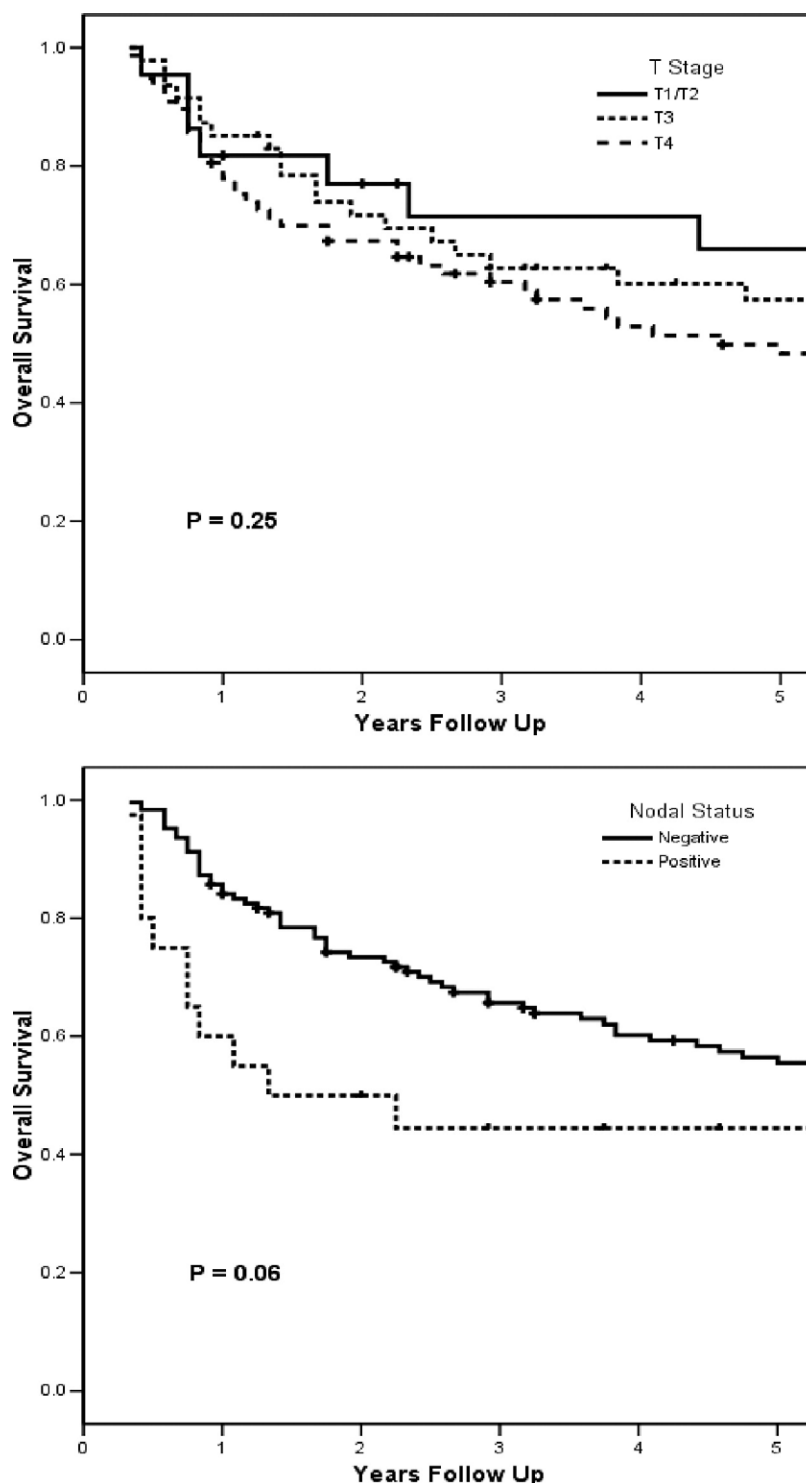 T Stage
T1/T2
T3
T4
1.0
0.8
0.6
0.4
0.2
0.0
Overall Survival
P = 0.25
0 1 2 3 4 5
Years Follow Up
Nodal Status
Negative
Positive
1.0
0.8
0.6
0.4
0.2
0.0
Overall Survival
P = 0.06
0 1 2 3 4 5
Years Follow Up